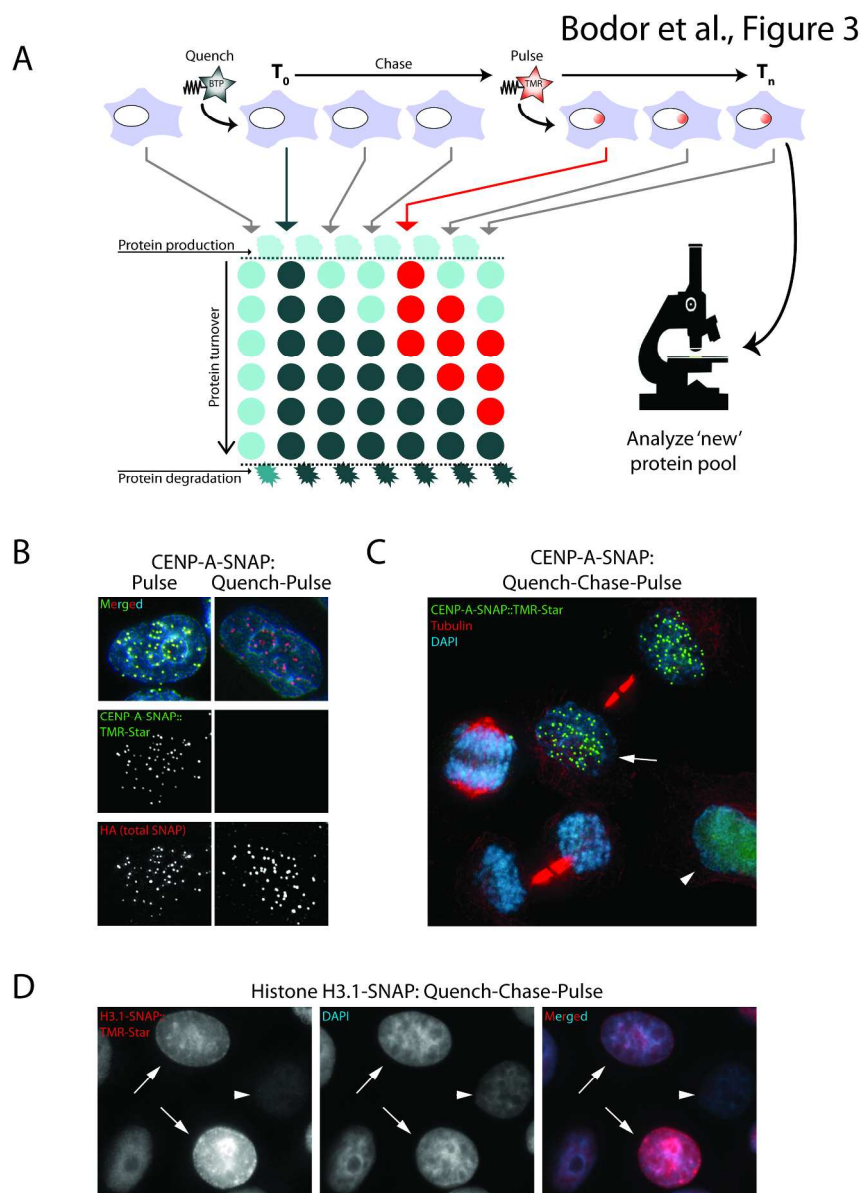 Bodor et al., Figure 3
A
Quench
BTP
T0
Chase
Pulse
TMR
Tn
Protein production
Protein turnover
Protein degradation
Analyze 'new'
protein pool
B
CENP-A-SNAP:
Pulse
Quench-Pulse
Merged
CENP-A-SNAP::
TMR-Star
HA (total SNAP)
C
CENP-A-SNAP:
Quench-Chase-Pulse
CENP-A-SNAP::TMR-Star
Tubulin
DAPI
D
Histone H3.1-SNAP: Quench-Chase-Pulse
H3.1-SNAP::
TMR-Star
DAPI
Merged